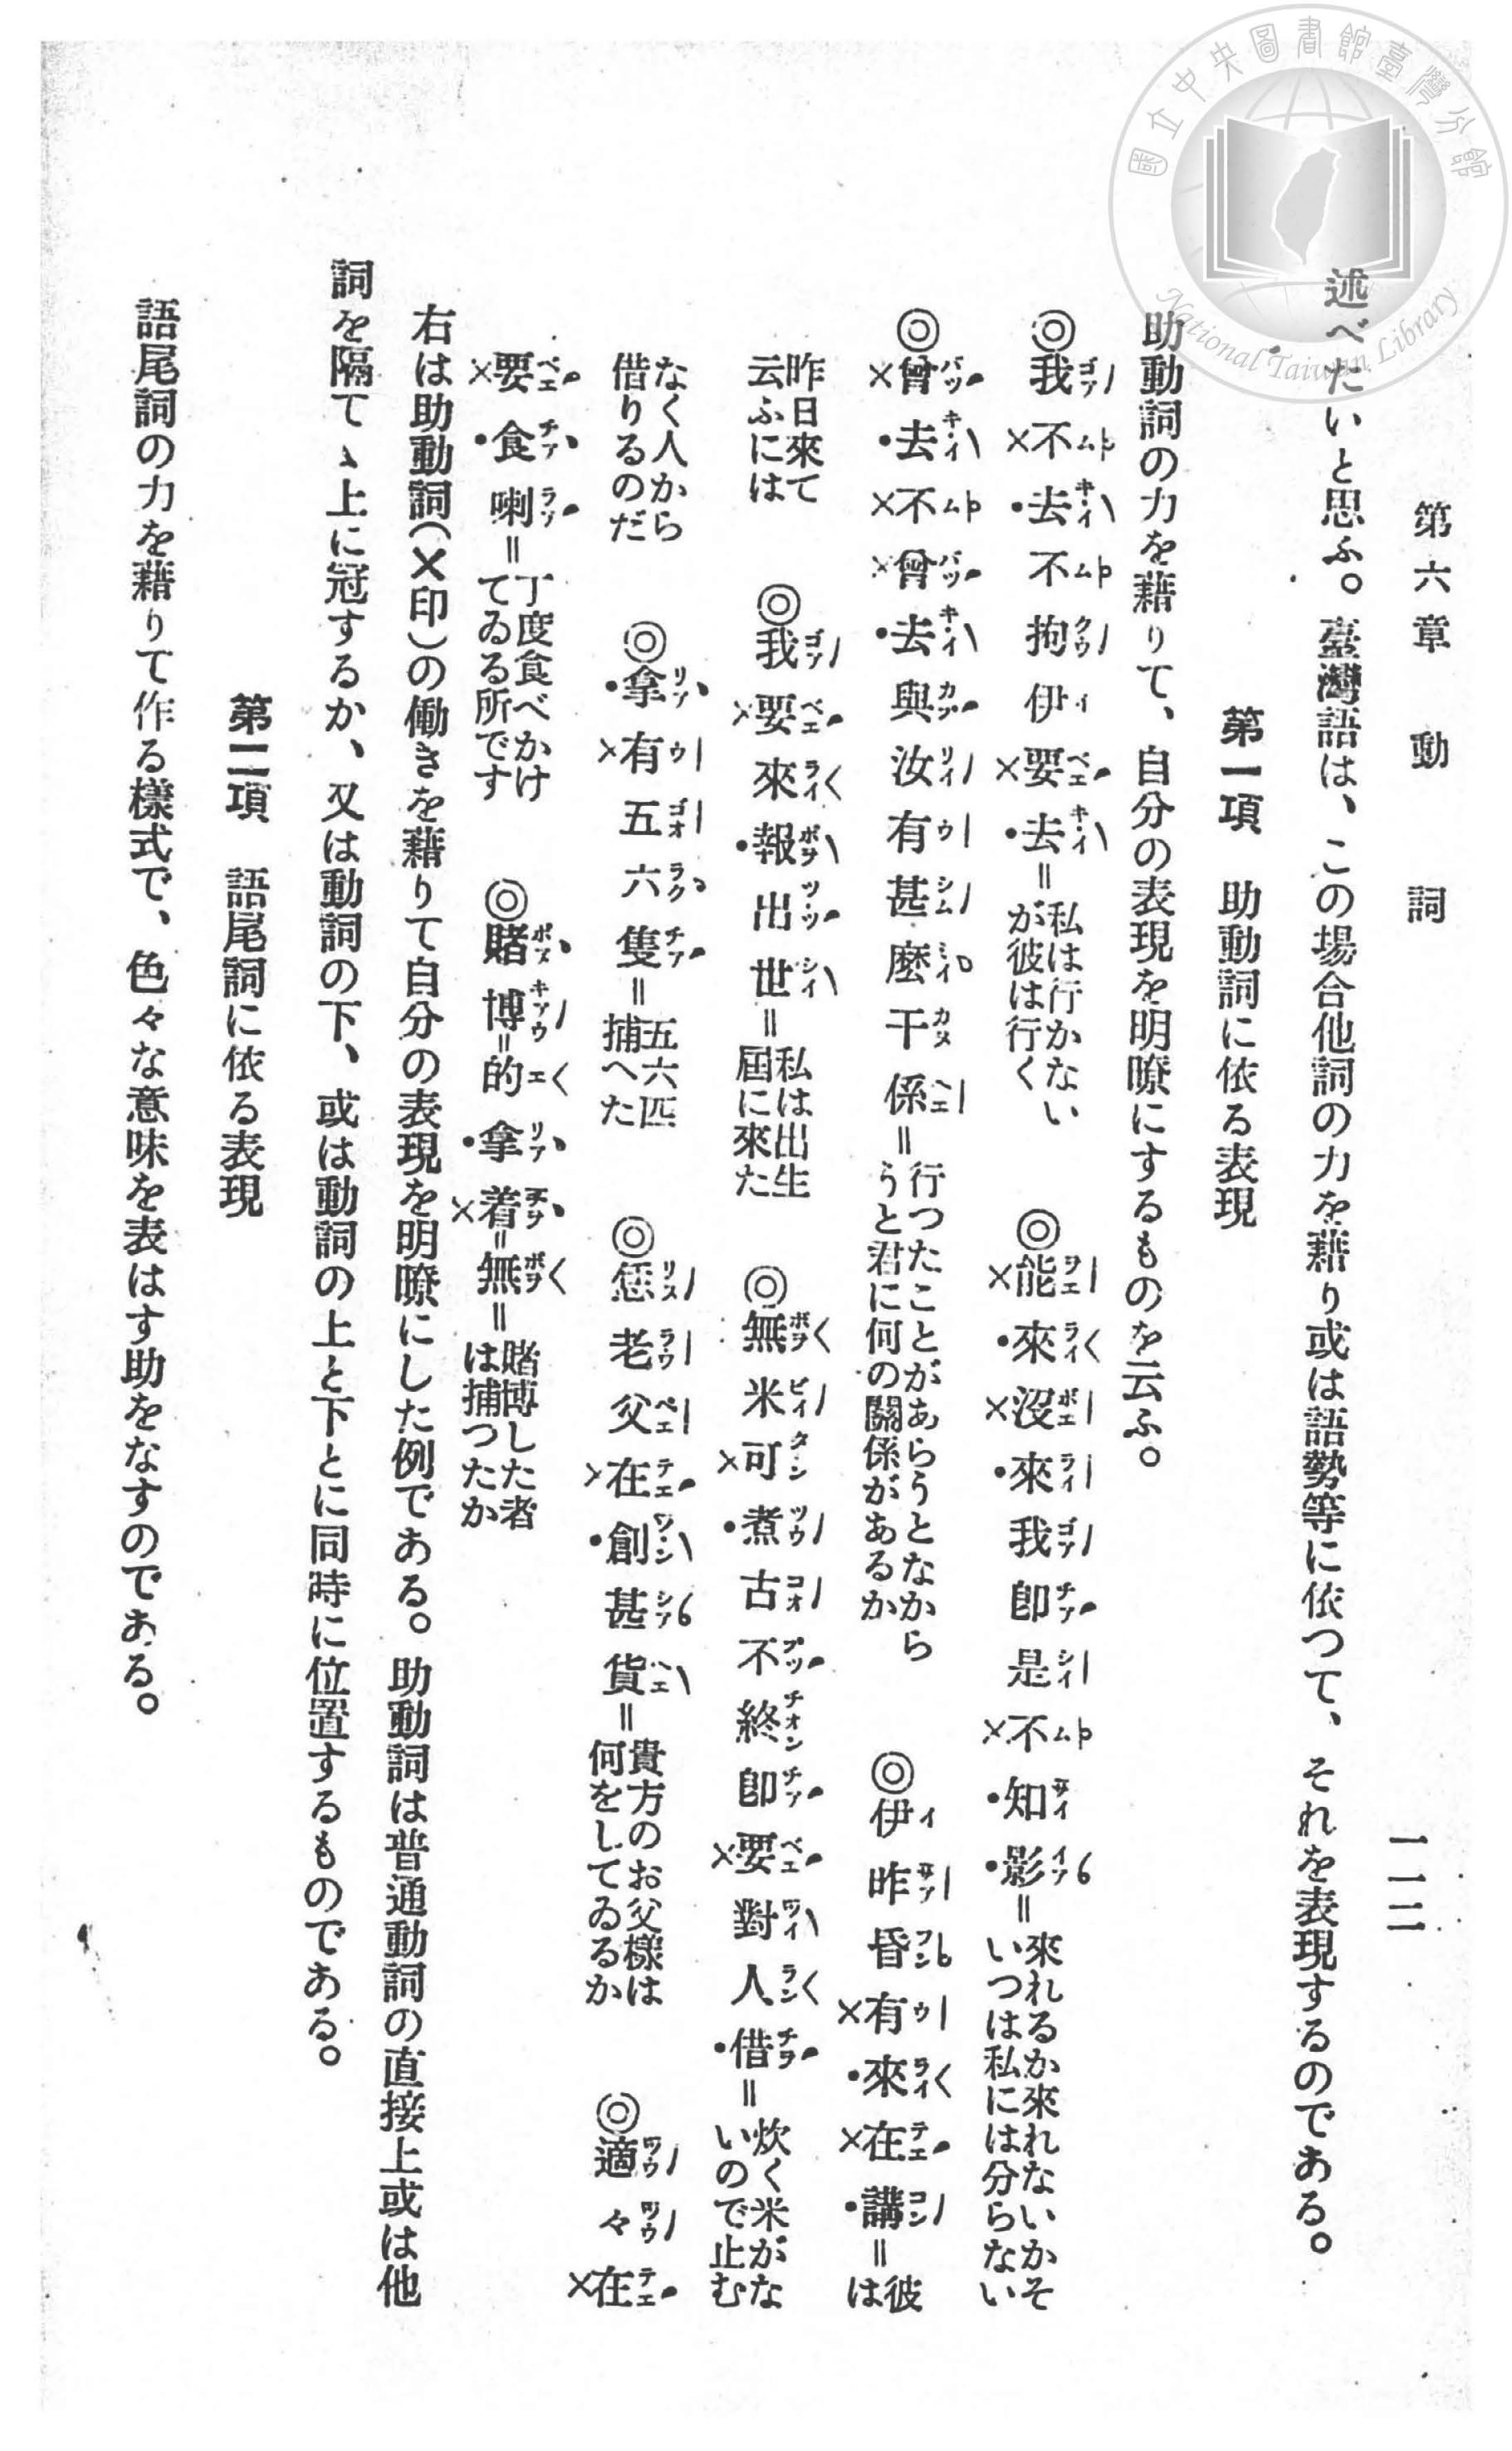 國立中央圖書館臺灣分館
National Taiwan Library
第六章 動詞
一一二
述べたいと思ふ。臺灣語は、この場合他詞の力を藉り或は語勢等に依つて、それを表現するのである。
第一項 助動詞に依る表現
助動詞の力を藉りて、自分の表現を明瞭にするものを云ふ。
◎我×不•去不拘伊×要•去=私は行かないが彼は行く ◎×能•來×沒•來我卽是×不•知•影=來れるか來れないかそいつは私には分らない
◎×曾•去×不×曾•去與汝有甚麼干係=行つたことがあらうとなからうと君に何の關係があるか ◎伊昨昏×有•來×在•講=彼は
昨日來て云ふには ◎我×要來•報出世=私は出生屆に來た ◎無米×可•煮古不終卽×要對人•借=炊く米がないので止む
なく人から借りるのだ ◎•拿×有五六隻=五六匹捕へた ◎恁老父×在•創甚貨=貴方のお父樣は何をしてゐるか ◎適々×在
×要•食喇=丁度食べかけてゐる所です ◎賭博=的•拿×着=無=賭博した者は捕つたか
右は助動詞(×印)の働きを藉りて自分の表現を明瞭にした例である。助動詞は普通動詞の直接上或は他
詞を隔てゝ上に冠するか、又は動詞の下、或は動詞の上と下とに同時に位置するものである。
第二項 語尾詞に依る表現
語尾詞の力を藉りて作る樣式で、色々な意味を表はす助をなすのである。